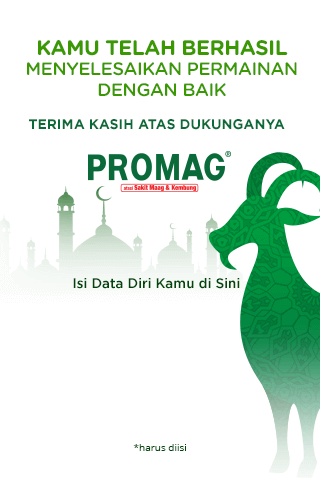 KAMU TELAH BERHASIL
MENYELESAIKAN PERMAINAN
DENGAN BAIK
TERIMA KASIH ATAS DUKUNGANYA
PROMAG®
atasi Sakit Maag & Kembung
Isi Data Diri Kamu di Sini
*harus diisi